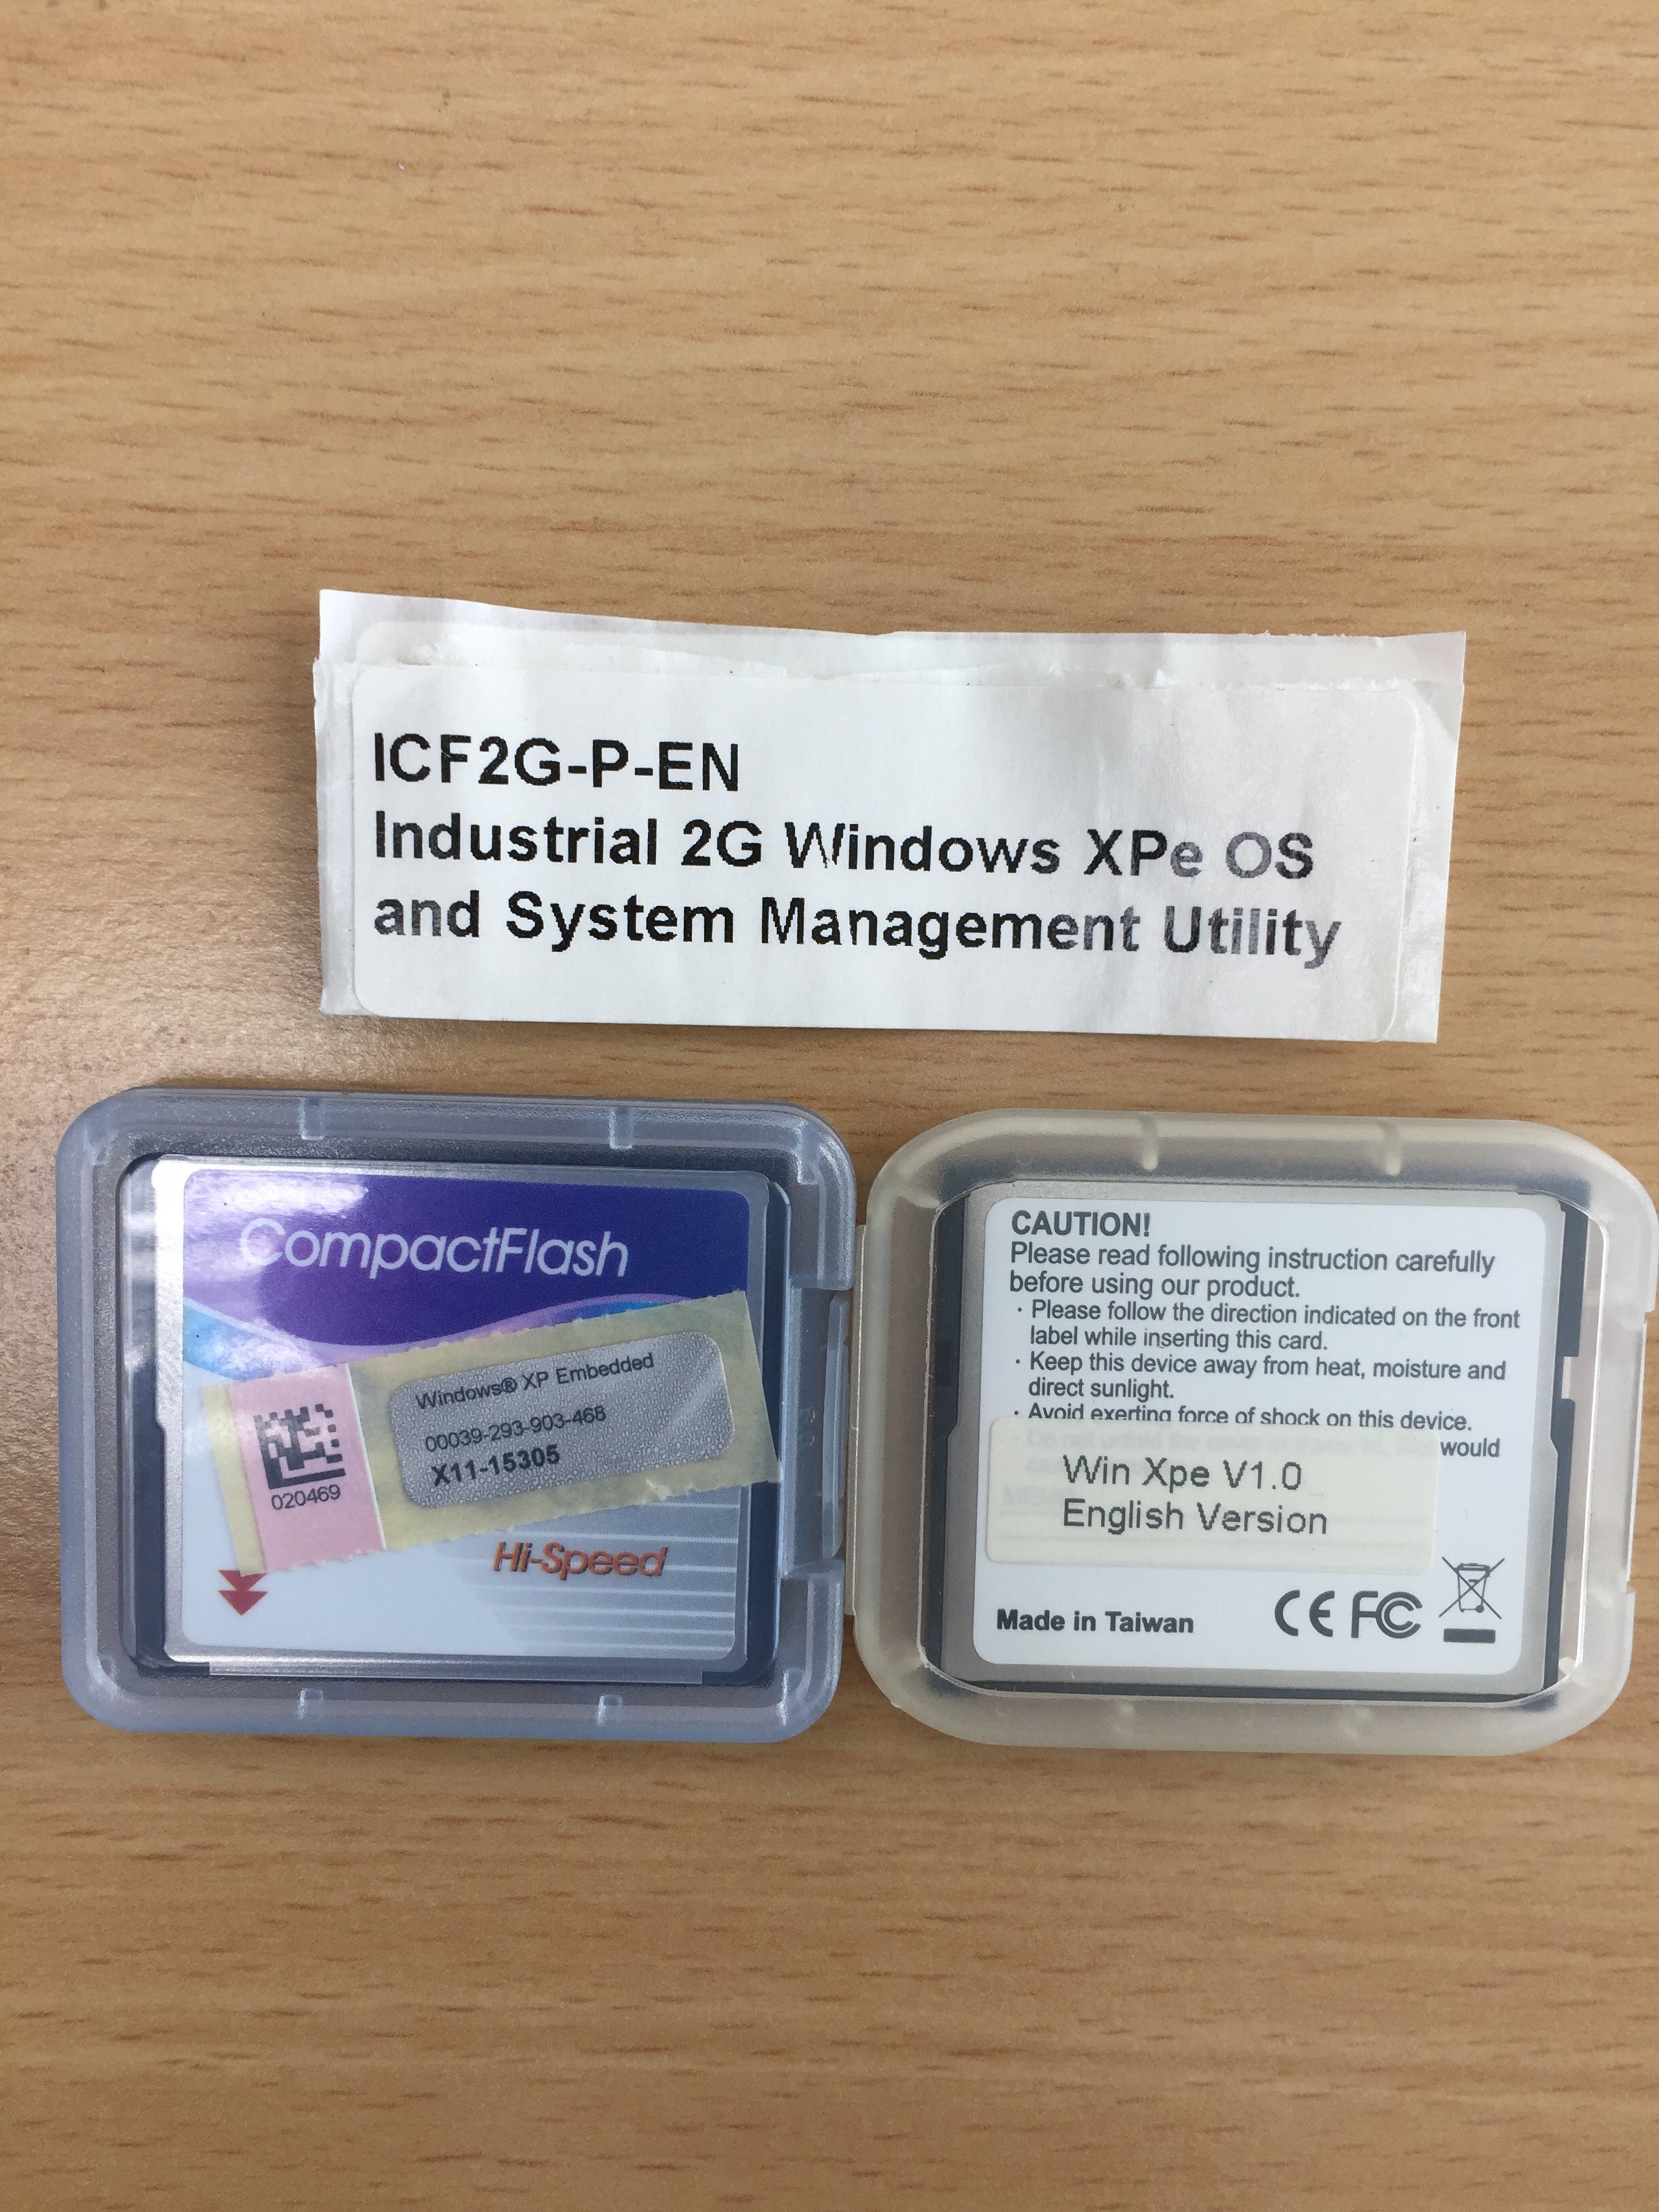 ICF2G-P-EN
Industrial 2G Windows XPe OS
and System Management Utility
CompactFlash
Windows® XP Embedded
00039-293-903-468
X11-15305
020469
Hi-Speed
CAUTION!
Please read following instruction carefully
before using our product.
· Please follow the direction indicated on the front
label while inserting this card.
· Keep this device away from heat, moisture and
direct sunlight.
· Avoid exerting force of shock on this device.
would
Win Xpe V1.0
English Version
Made in Taiwan
CE FC